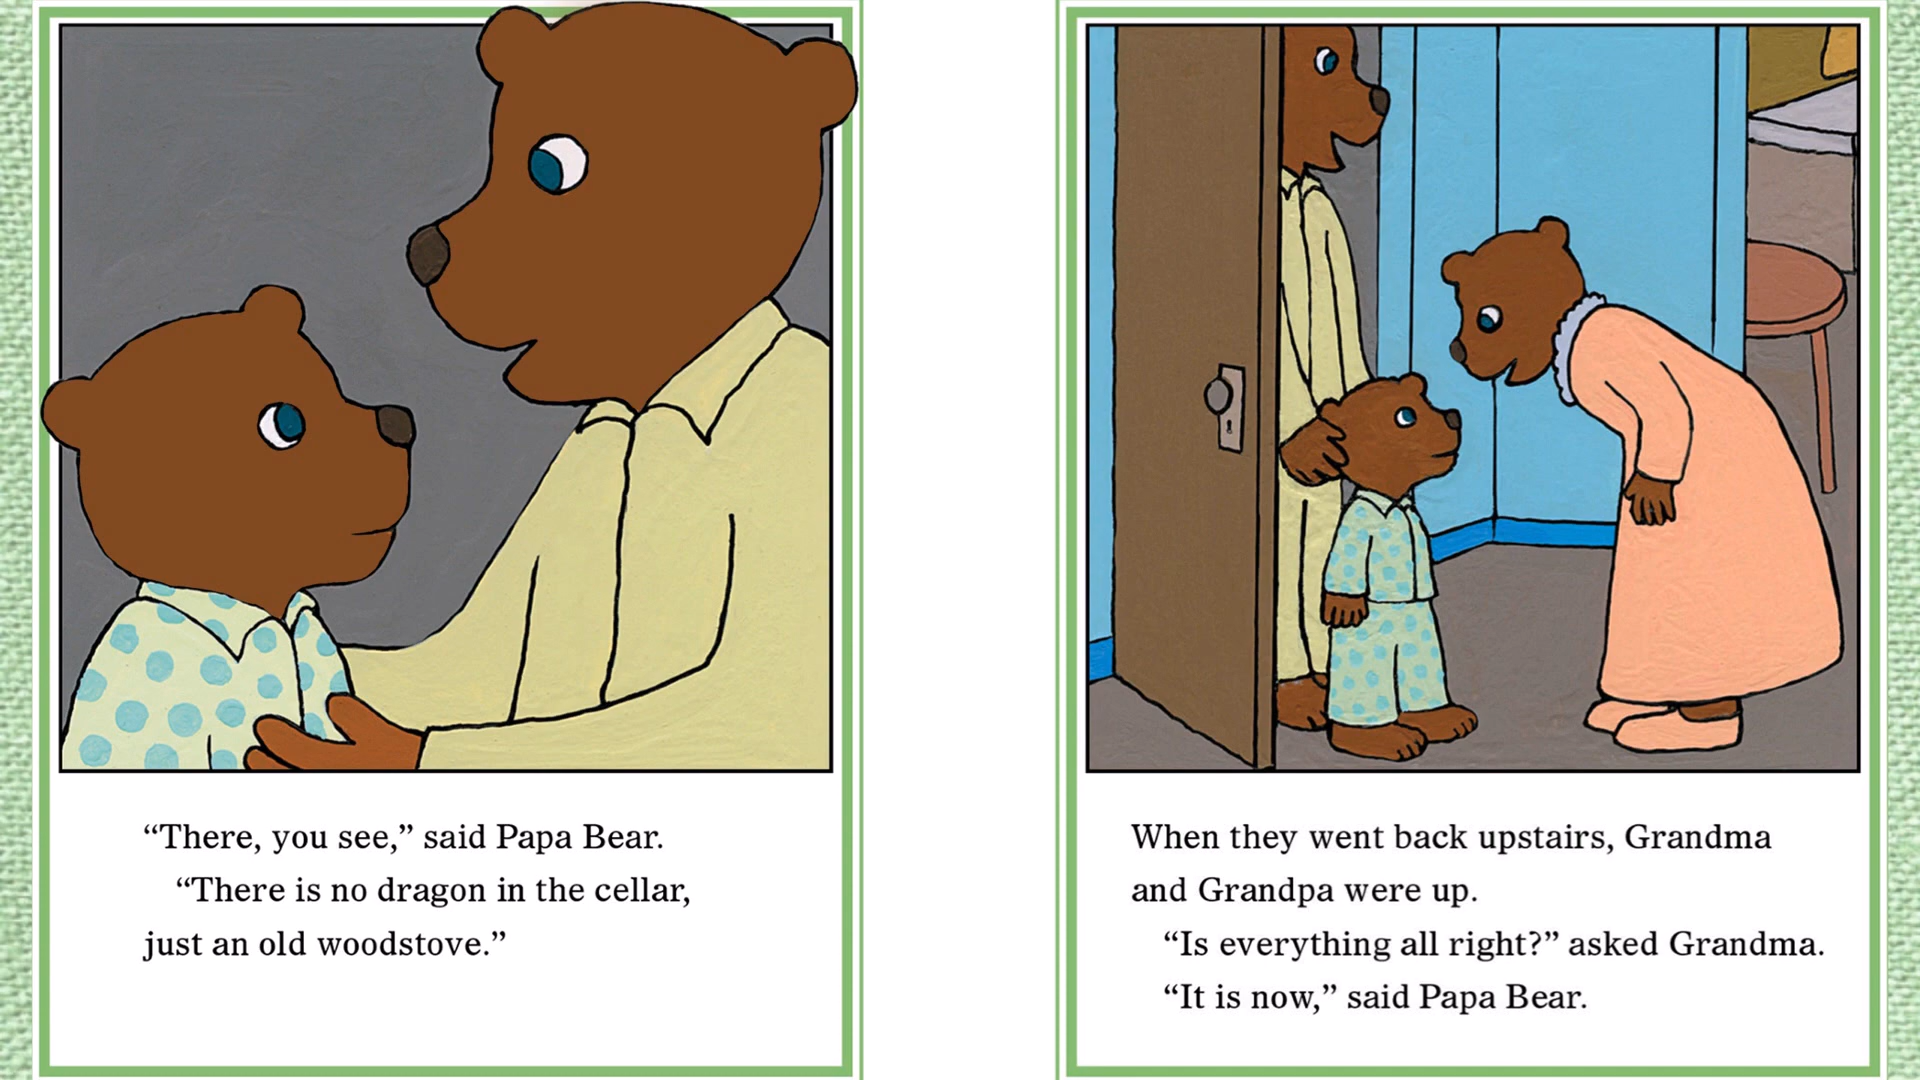 “There, you see,” said Papa Bear.
“There is no dragon in the cellar,
just an old woodstove.”
When they went back upstairs, Grandma
and Grandpa were up.
“Is everything all right?” asked Grandma.
“It is now,” said Papa Bear.